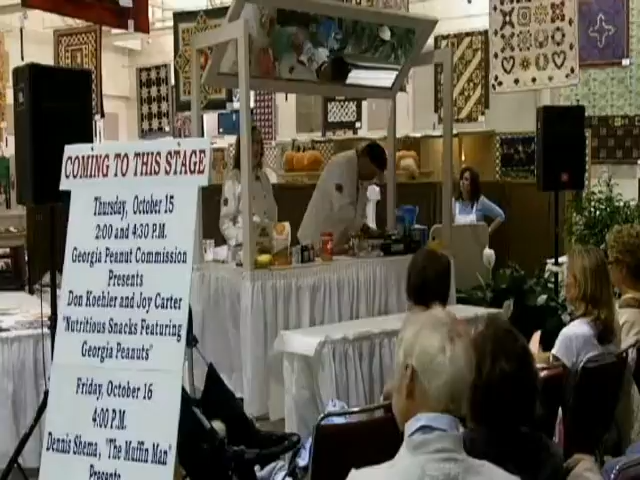 COMING TO THIS STAGE
Thursday, October 15
2:00 and 4:30 P.M.
Georgia Peanut Commission
Presents
Don Koehler and Joy Carter
"Nutritious Snacks Featuring
Georgia Peanuts"
Friday, October 16
4:00 P.M.
Dennis Shema, "The Muffin Man"
Presents